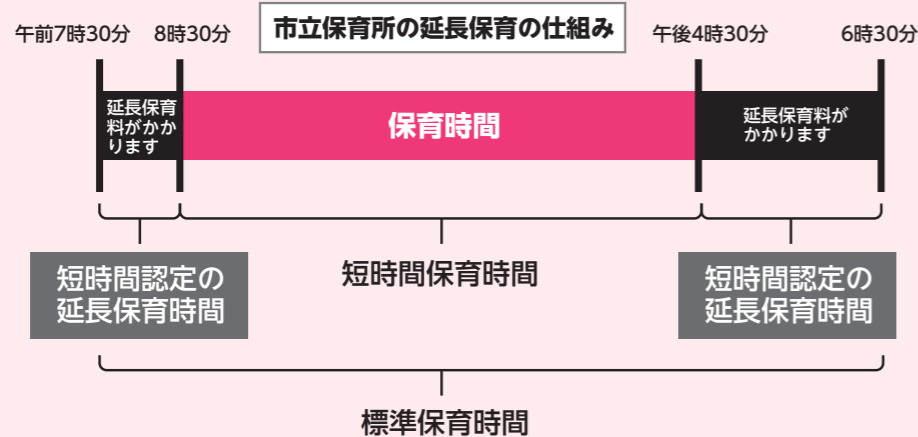 市立保育所の延長保育の仕組み
午前7時30分
8時30分
午後4時30分
6時30分
延長保育
料がかか
ります
保育時間
延長保育料が
かかります
短時間認定の
延長保育時間
短時間保育時間
短時間認定の
延長保育時間
標準保育時間